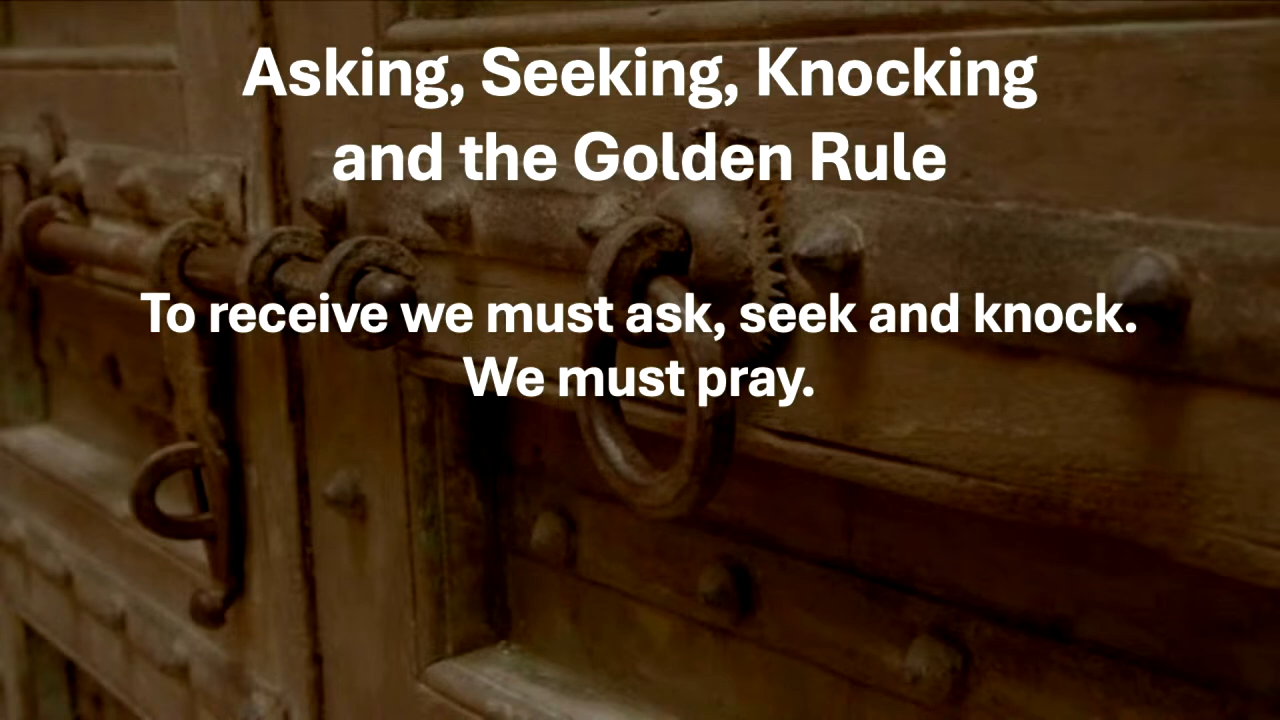 Asking, Seeking, Knocking
and the Golden Rule
To receive we must ask, seek and knock.
We must pray.